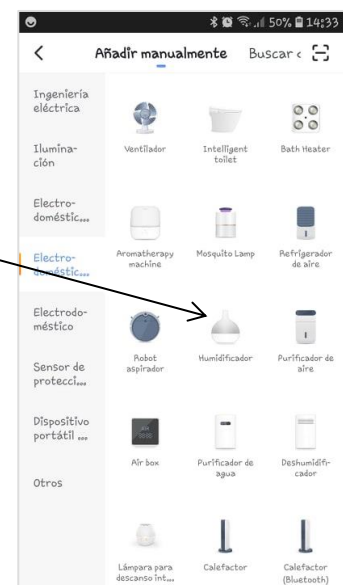 50% 14:33
Añadir manualmente Buscar c
Ingeniería
eléctrica
Ilumina-
ción
Electro-
doméstic...
Electro-
doméstic...
Electrodo-
méstico
Sensor de
protecci...
Dispositivo
portátil ...
Otros
Ventilador
Intelligent
toilet
Bath Heater
Aromatherapy
machine
Mosquito Lamp
Refrigerador
de aire
Robot
aspirador
Humidificador
Purificador de
aire
Air box
Purificador de
agua
Deshumidifi-
cador
Lámpara para
descanso int...
Calefactor
Calefactor
(Bluetooth)